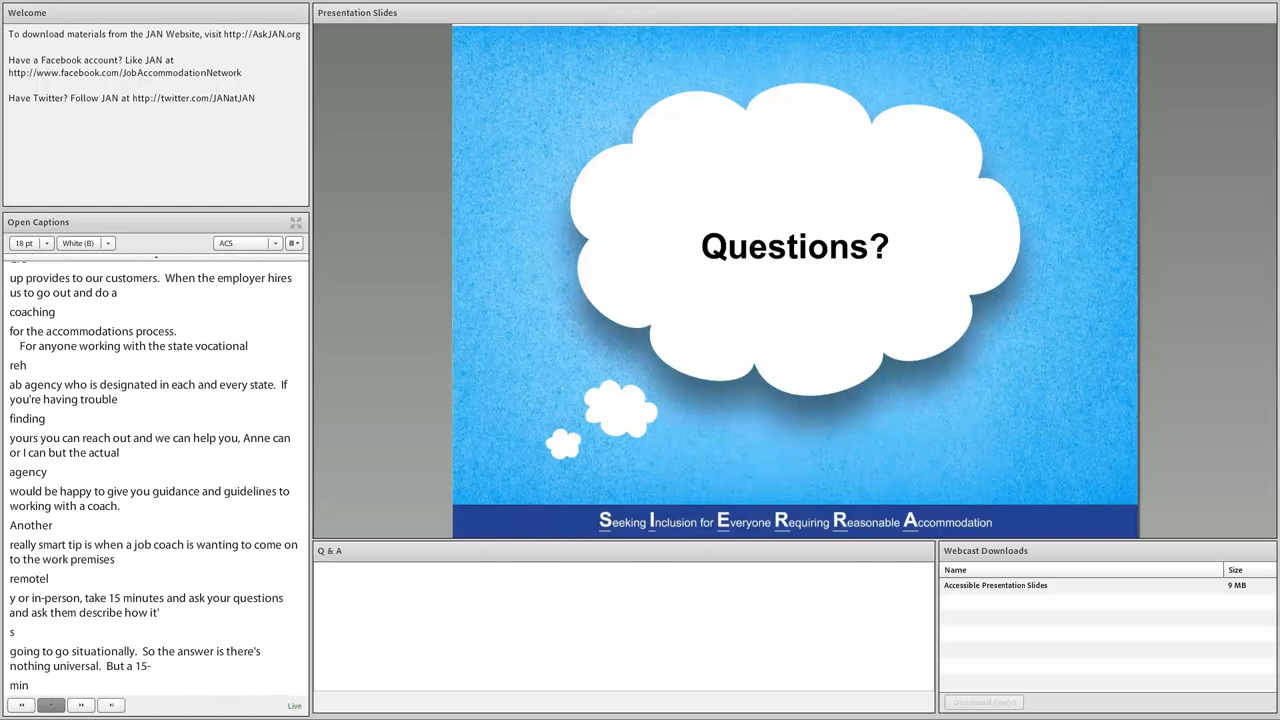 Welcome
To download materials from the JAN Website, visit http://AskJAN.org
Have a Facebook account? Like JAN at
http://www.facebook.com/JobAccommodationNetwork
Have Twitter? Follow JAN at http://twitter.com/JANatJAN
Open Captions
18 pt
White (B)
ACS
up provides to our customers. When the employer hires
us to go out and do a
coaching
for the accommodations process.
For anyone working with the state vocational
reh
ab agency who is designated in each and every state. If
you're having trouble
finding
yours you can reach out and we can help you, Anne can
or I can but the actual
agency
would be happy to give you guidance and guidelines to
working with a coach.
Another
really smart tip is when a job coach is wanting to come on
to the work premises
remotel
y or in-person, take 15 minutes and ask your questions
and ask them describe how it'
s
going to go situationally. So the answer is there's
nothing universal. But a 15-
min
Live
Presentation Slides
Questions?
Seeking Inclusion for Everyone Requiring Reasonable Accommodation
Q & A
Webcast Downloads
Name Size
Accessible Presentation Slides 9 MB
Download File(s)